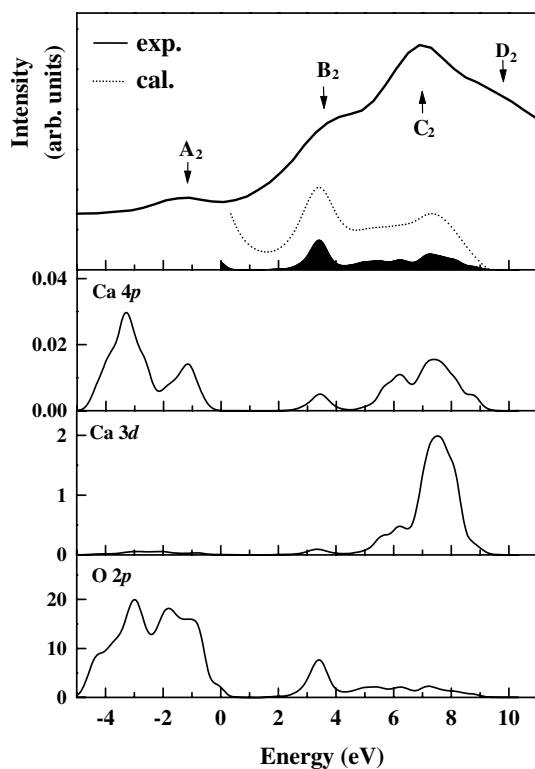 exp.
cal.
Intensity
(arb. units)
A2
B2
C2
D2
Ca 4p
0.04
0.02
0.00
Ca 3d
2
1
0
O 2p
20
10
0
-4 -2 0 2 4 6 8 10
Energy (eV)